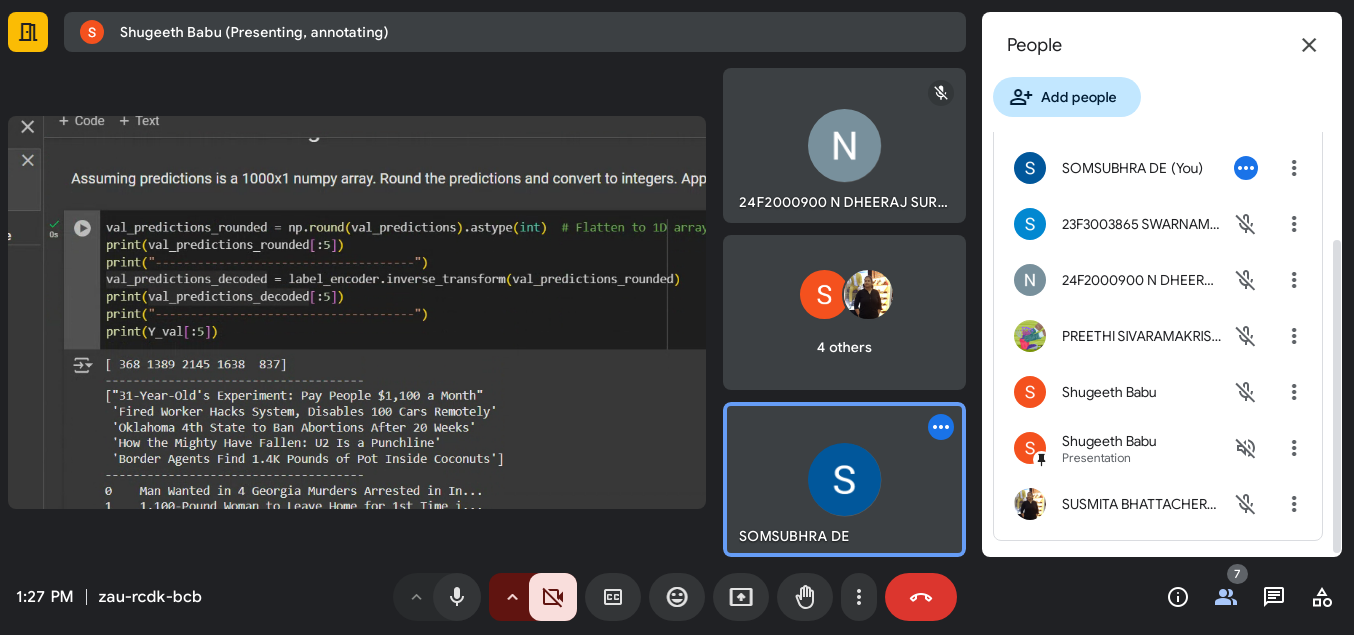 S Shugeeth Babu (Presenting, annotating)
+ Code + Text
Assuming predictions is a 1000x1 numpy array. Round the predictions and convert to integers. App
0s
val_predictions_rounded = np.round(val_predictions).astype(int)  # Flatten to 1D array
print(val_predictions_rounded[:5])
print("-----------------------------------")
val_predictions_decoded = label_encoder.inverse_transform(val_predictions_rounded)
print(val_predictions_decoded[:5])
print("-----------------------------------")
print(Y_val[:5])
[ 368 1389 2145 1638  837]
-----------------------------------
["31-Year-Old's Experiment: Pay People $1,100 a Month"
'Fired Worker Hacks System, Disables 100 Cars Remotely'
'Oklahoma 4th State to Ban Abortions After 20 Weeks'
'How the Mighty Have Fallen: U2 Is a Punchline'
'Border Agents Find 1.4K Pounds of Pot Inside Coconuts']
-----------------------------------
0    Man Wanted in 4 Georgia Murders Arrested in In...
1    1,100-Pound Woman to Leave Home for 1st Time i...
N
24F2000900 N DHEERAJ SUR...
S
4 others
S
SOMSUBHRA DE
People
Add people
S SOMSUBHRA DE (You)
S 23F3003865 SWARNAM...
N 24F2000900 N DHEER...
PREETHI SIVARAMAKRIS...
S Shugeeth Babu
S Shugeeth Babu
Presentation
SUSMITA BHATTACHER...
1:27 PM | zau-rcdk-bcb
CC
7